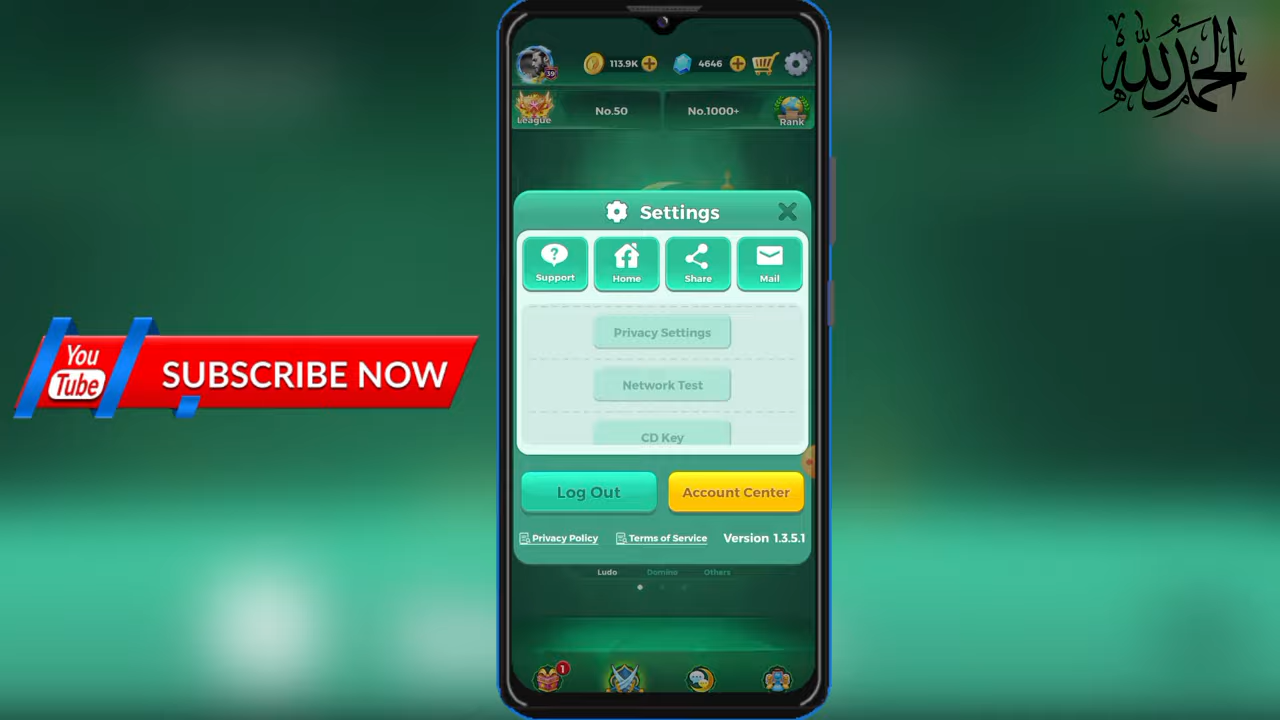 الحمد لله
39
113.9K
4646
League
No.50
No.1000+
Rank
Settings
Support
Home
Share
Mail
Privacy Settings
Network Test
CD Key
Log Out
Account Center
Privacy Policy
Terms of Service
Version 1.3.5.1
Ludo
Domino
Others
1
You
Tube
SUBSCRIBE NOW